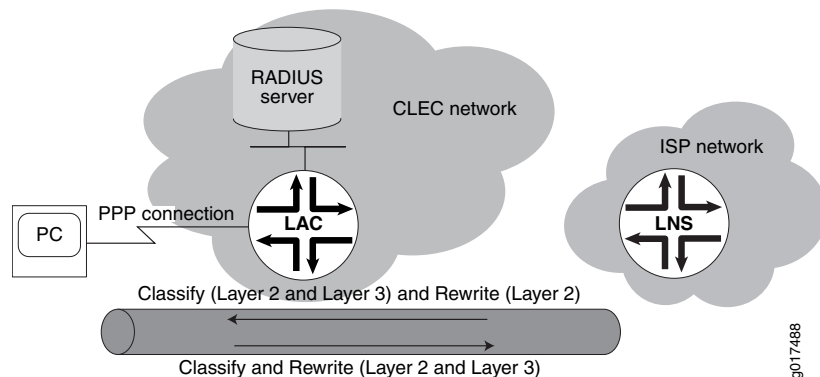 RADIUS
server
CLEC network
ISP network
PPP connection
PC
LAC
LNS
Classify (Layer 2 and Layer 3) and Rewrite (Layer 2)
Classify and Rewrite (Layer 2 and Layer 3)
g017488